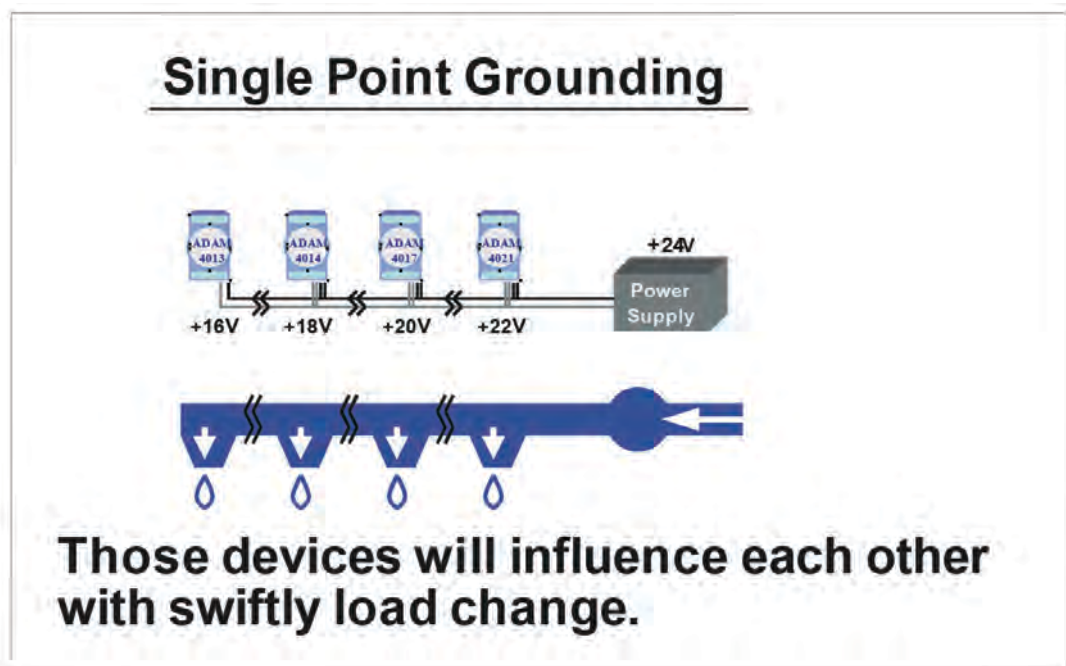 Single Point Grounding
ADAM
4013
ADAM
4014
ADAM
4017
ADAM
4021
+24V
Power
Supply
+16V
+18V
+20V
+22V
Those devices will influence each other
with swiftly load change.